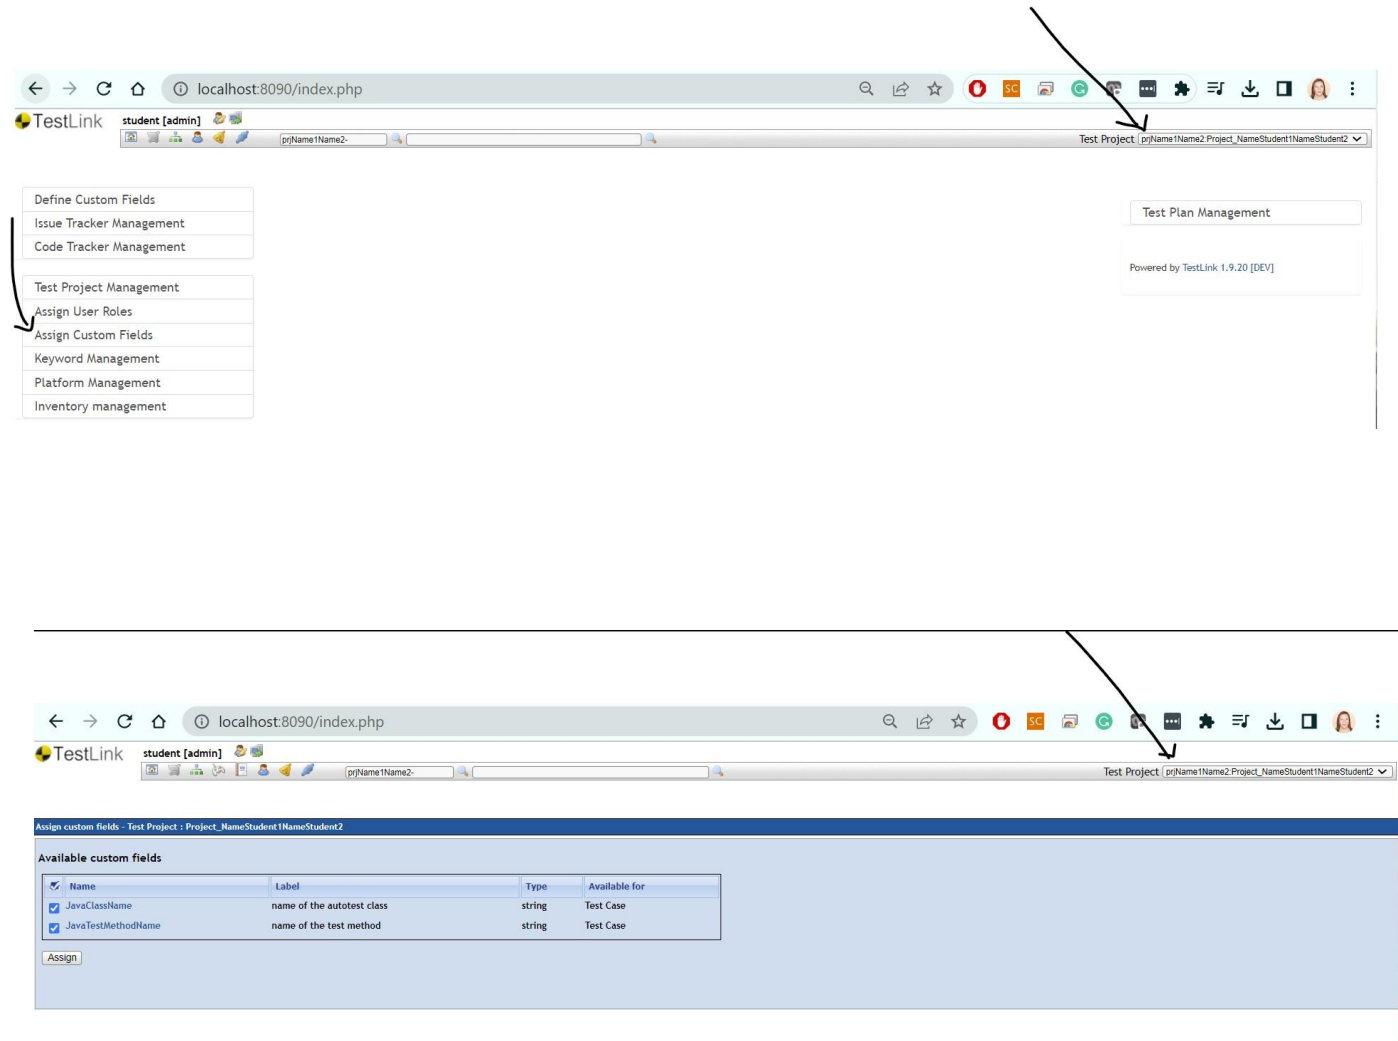 localhost:8090/index.php
SC
TestLink student [admin]
prjName1Name2-
Test Project prjName1Name2:Project_NameStudent1NameStudent2
Define Custom Fields
Issue Tracker Management
Code Tracker Management
Test Plan Management
Powered by TestLink 1.9.20 [DEV]
Test Project Management
Assign User Roles
Assign Custom Fields
Keyword Management
Platform Management
Inventory management
localhost:8090/index.php
SC
TestLink student [admin]
prjName1Name2-
Test Project prjName1Name2:Project_NameStudent1NameStudent2
Assign custom fields - Test Project : Project_NameStudent1NameStudent2
Available custom fields
Name Label Type Available for
JavaClassName name of the autotest class string Test Case
JavaTestMethodName name of the test method string Test Case
Assign